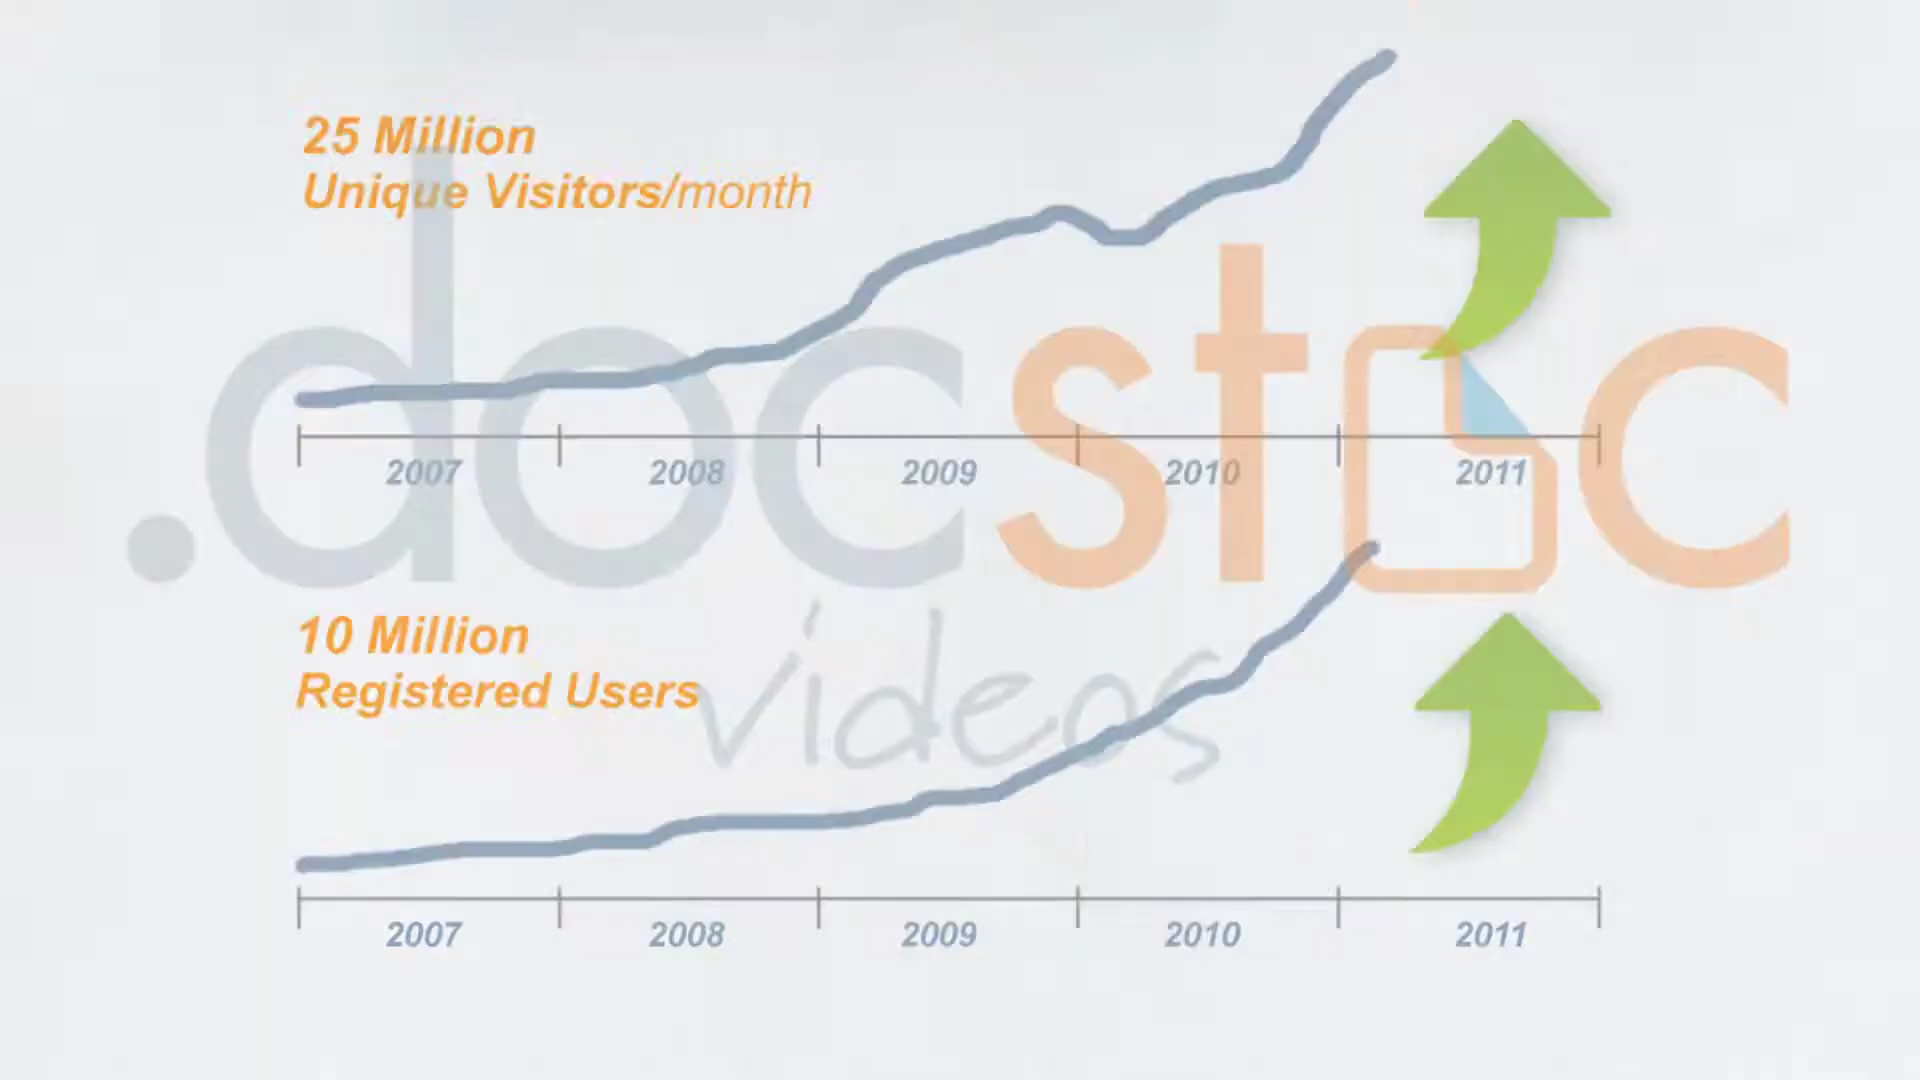 25 Million
Unique Visitors/month
2007 2008 2009 2010 2011
.docstoc
videos
10 Million
Registered Users
2007 2008 2009 2010 2011